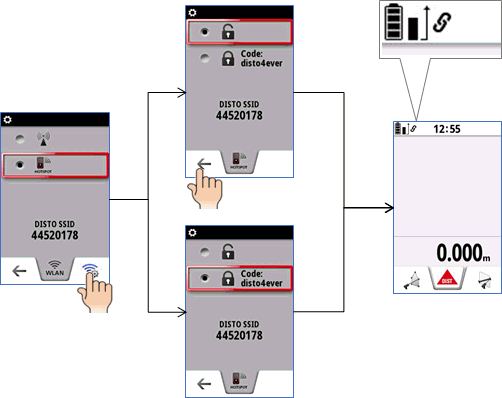 HOTSPOT
DISTO SSID
44520178
WLAN
Code:
disto4ever
DISTO SSID
44520178
HOTSPOT
Code:
disto4ever
DISTO SSID
44520178
HOTSPOT
12:55
0.000m
DIST